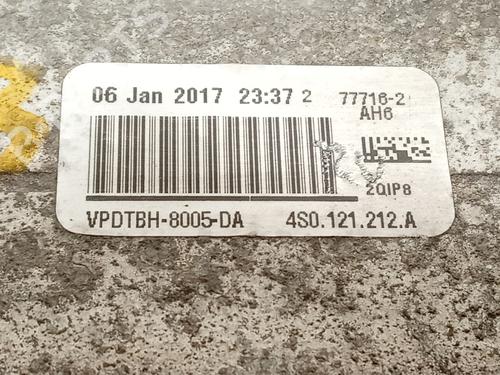 06 Jan 2017 23:37 2
77716-2
AH6
2QIP8
VPDTBH-8005-DA
4S0.121.212.A